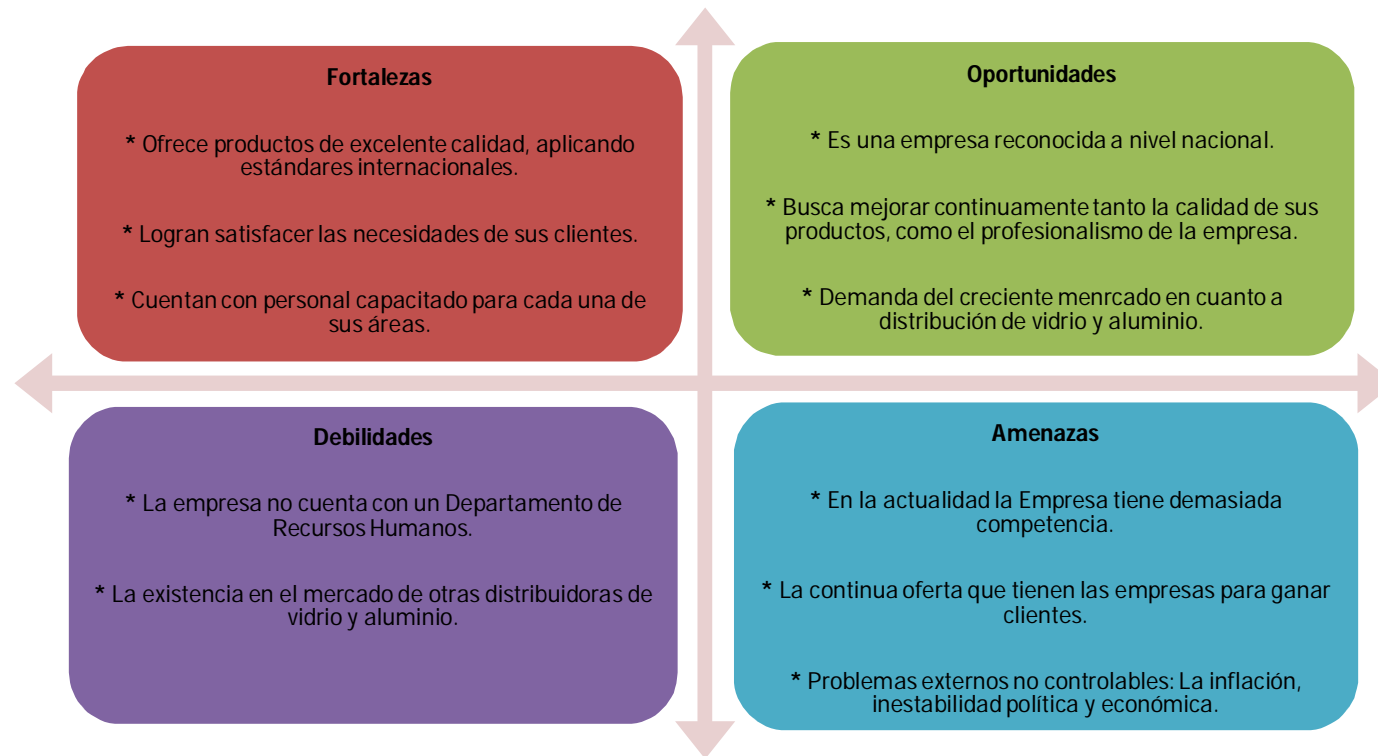 Fortalezas
* Ofrece productos de excelente calidad, aplicando
estándares internacionales.
* Logran satisfacer las necesidades de sus clientes.
* Cuentan con personal capacitado para cada una de
sus áreas.
Oportunidades
* Es una empresa reconocida a nivel nacional.
* Busca mejorar continuamente tanto la calidad de sus
productos, como el profesionalismo de la empresa.
* Demanda del creciente menrcado en cuanto a
distribución de vidrio y aluminio.
Debilidades
* La empresa no cuenta con un Departamento de
Recursos Humanos.
* La existencia en el mercado de otras distribuidoras de
vidrio y aluminio.
Amenazas
* En la actualidad la Empresa tiene demasiada
competencia.
* La continua oferta que tienen las empresas para ganar
clientes.
* Problemas externos no controlables: La inflación,
inestabilidad política y económica.